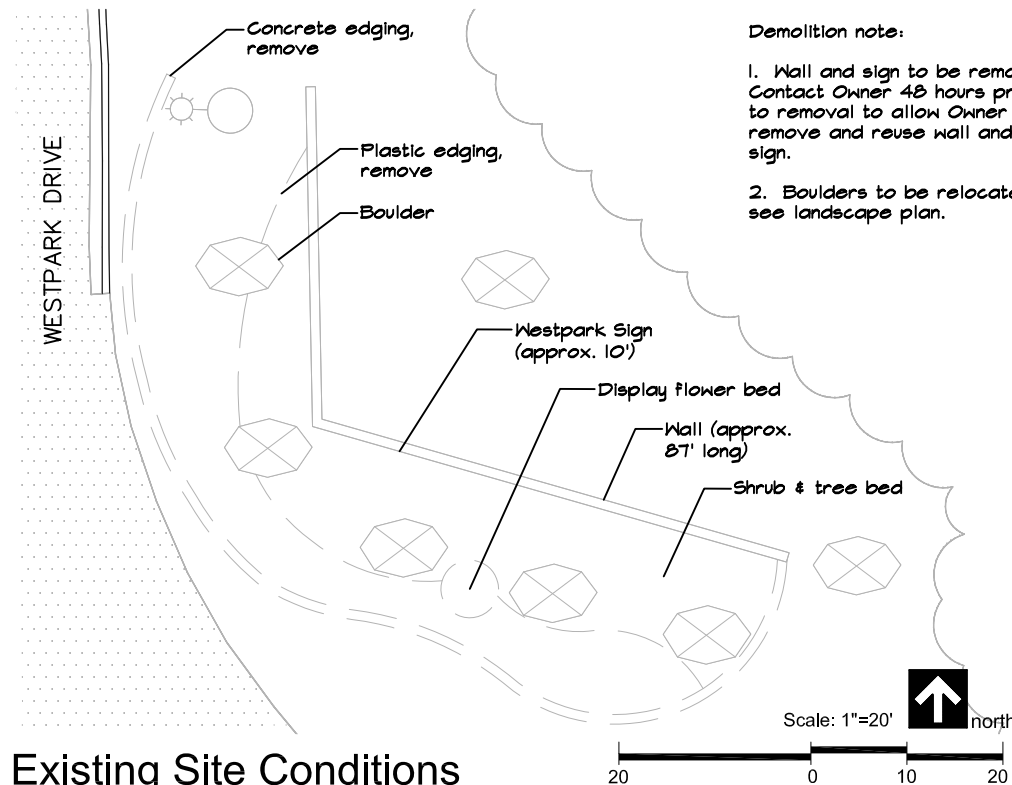 Concrete edging,
remove
Demolition note:
1. Wall and sign to be
Contact Owner 48 hours
to removal to allow Owner
remove and reuse wall and
sign.
2. Boulders to be
see landscape plan.
Plastic edging,
remove
Boulder
WESTPARK DRIVE
Westpark Sign
(approx. 10')
Display flower bed
Wall (approx.
87' long)
Shrub & tree bed
Scale: 1"=20'
north
Existing Site Conditions
20 0 10 20